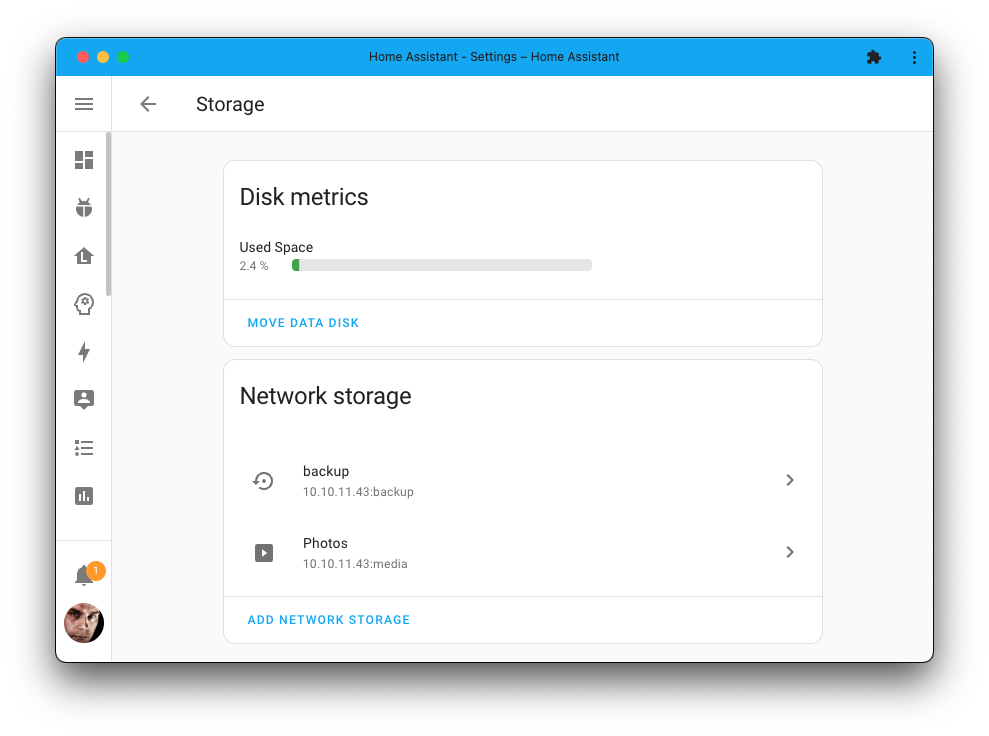 Home Assistant - Settings – Home Assistant
Storage
Disk metrics
Used Space
2.4 %
MOVE DATA DISK
Network storage
backup
10.10.11.43:backup
Photos
10.10.11.43:media
ADD NETWORK STORAGE
1